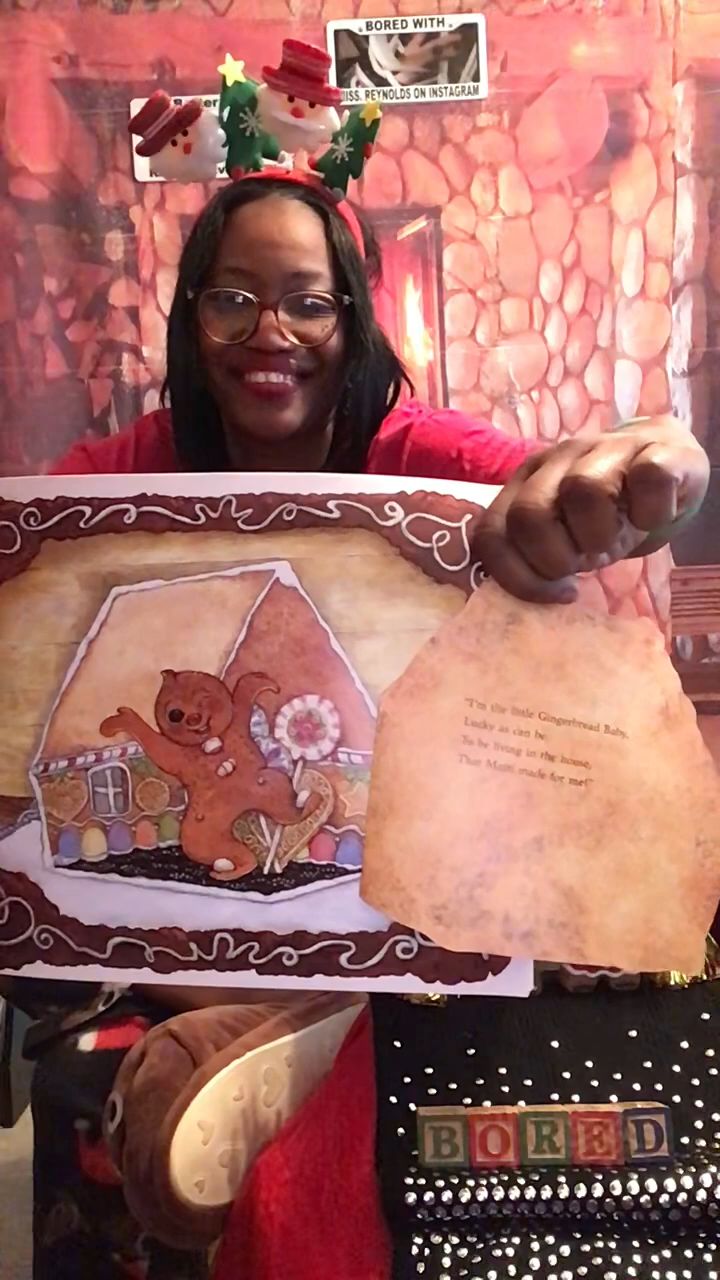 BORED WITH
MISS. REYNOLDS ON INSTAGRAM
"I'm the little Gingerbread Baby,
Lucky as can be.
To be living in the house,
That Matti made for me!"
BORED